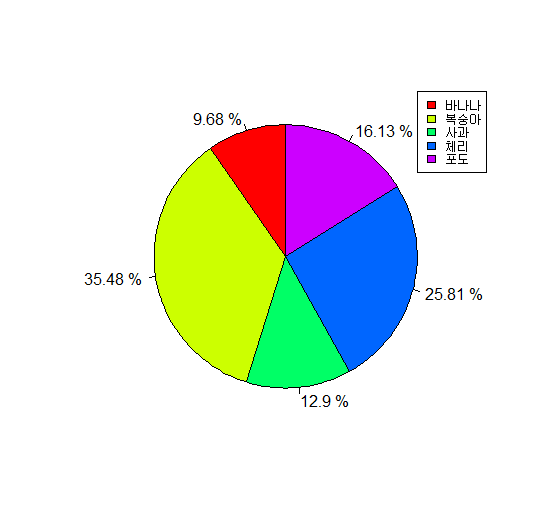 바나나
복숭아
사과
체리
포도
9.68 %
16.13 %
35.48 %
25.81 %
12.9 %